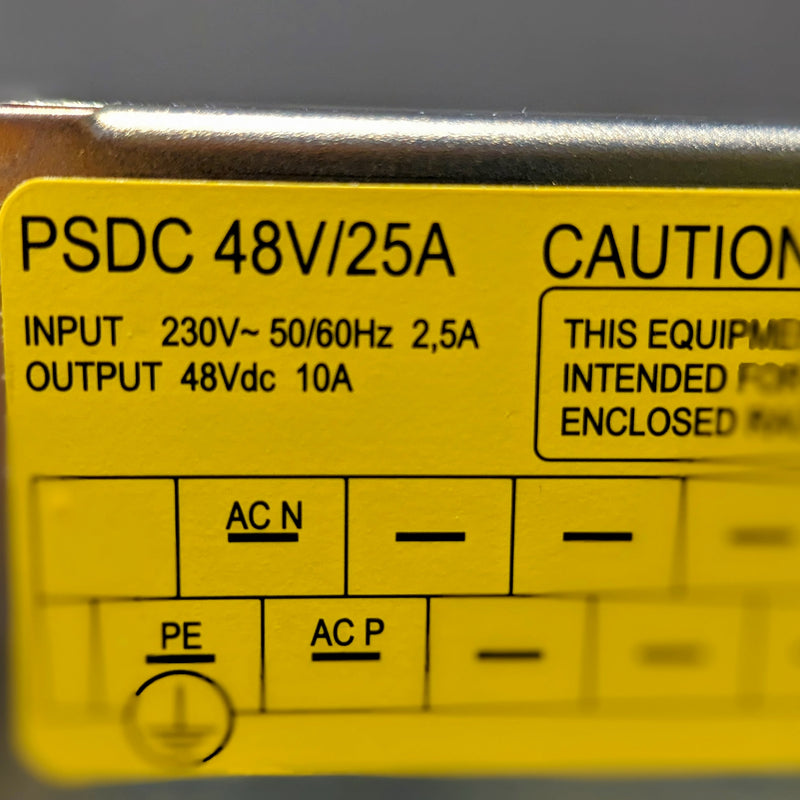 PSDC 48V/25A
CAUTION
INPUT 230V~ 50/60Hz 2,5A
OUTPUT 48Vdc 10A
THIS
INTENDED
ENCLOSED
AC N
PE
AC P